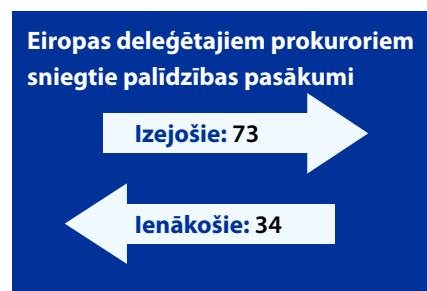 Eiropas deleģētajiem prokuroriem
sniegtie palīdzības pasākumi
Izejošie: 73
Ienākošie: 34